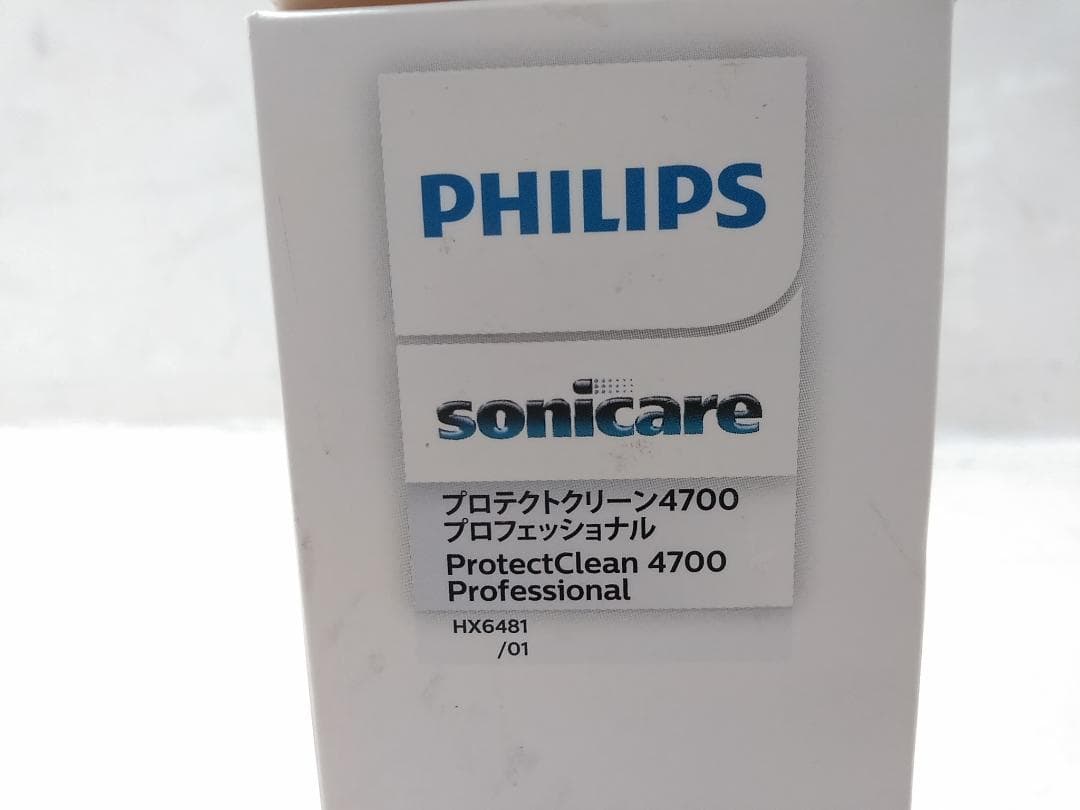 PHILIPS
sonicare
プロテクトクリーン4700
プロフェッショナル
ProtectClean 4700
Professional
HX6481
/01